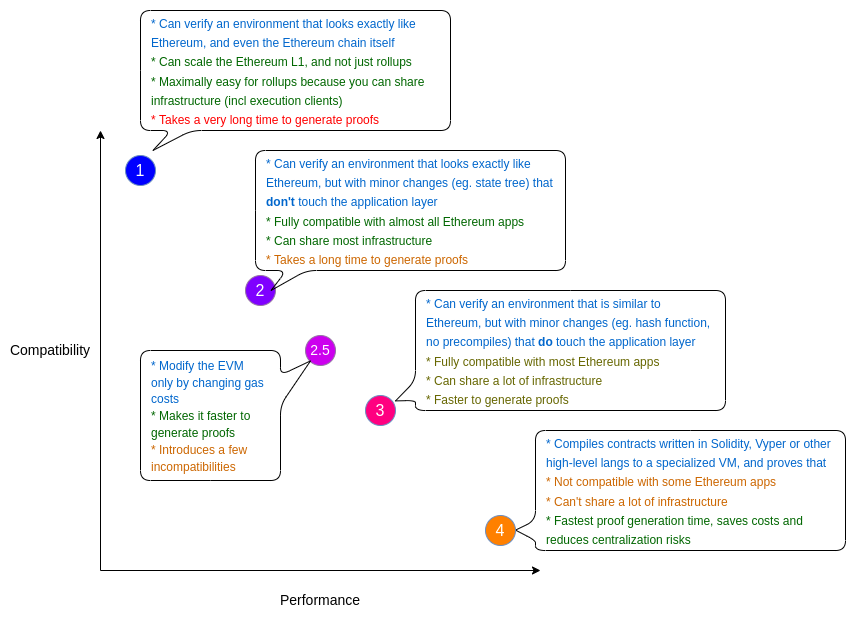 * Can verify an environment that looks exactly like
Ethereum, and even the Ethereum chain itself
* Can scale the Ethereum L1, and not just rollups
* Maximally easy for rollups because you can share
infrastructure (incl execution clients)
* Takes a very long time to generate proofs
1
* Can verify an environment that looks exactly like
Ethereum, but with minor changes (eg. state tree) that
don't touch the application layer
* Fully compatible with almost all Ethereum apps
* Can share most infrastructure
* Takes a long time to generate proofs
2
* Can verify an environment that is similar to
Ethereum, but with minor changes (eg. hash function,
no precompiles) that do touch the application layer
* Fully compatible with most Ethereum apps
* Can share a lot of infrastructure
* Faster to generate proofs
3
Compatibility
2.5
* Modify the EVM
only by changing gas
costs
* Makes it faster to
generate proofs
* Introduces a few
incompatibilities
* Compiles contracts written in Solidity, Vyper or other
high-level langs to a specialized VM, and proves that
* Not compatible with some Ethereum apps
* Can't share a lot of infrastructure
* Fastest proof generation time, saves costs and
reduces centralization risks
4
Performance